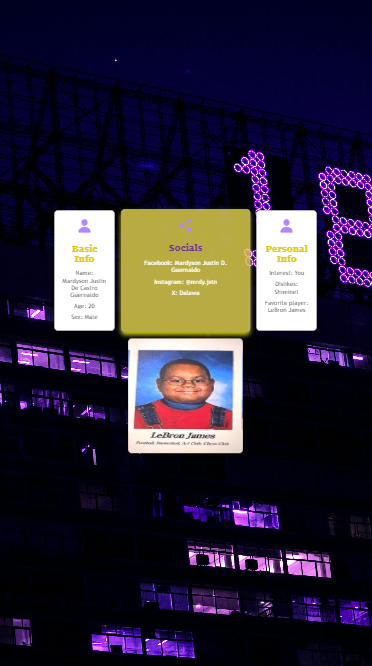 18
Basic
Info
Name:
Mardyson Justin
De Castro
Guernaldo
Age: 20
Sex: Male
Socials
Facebook: Mardyson Justin D.
Guernaldo
Instagram: @mrdy.jstn
X: Dalawa
Personal
Info
Interest: You
Dislikes:
Shrimine!
Favorite player:
LeBron James
LeBron James
Football, Basketball, Art Club, Chess Club